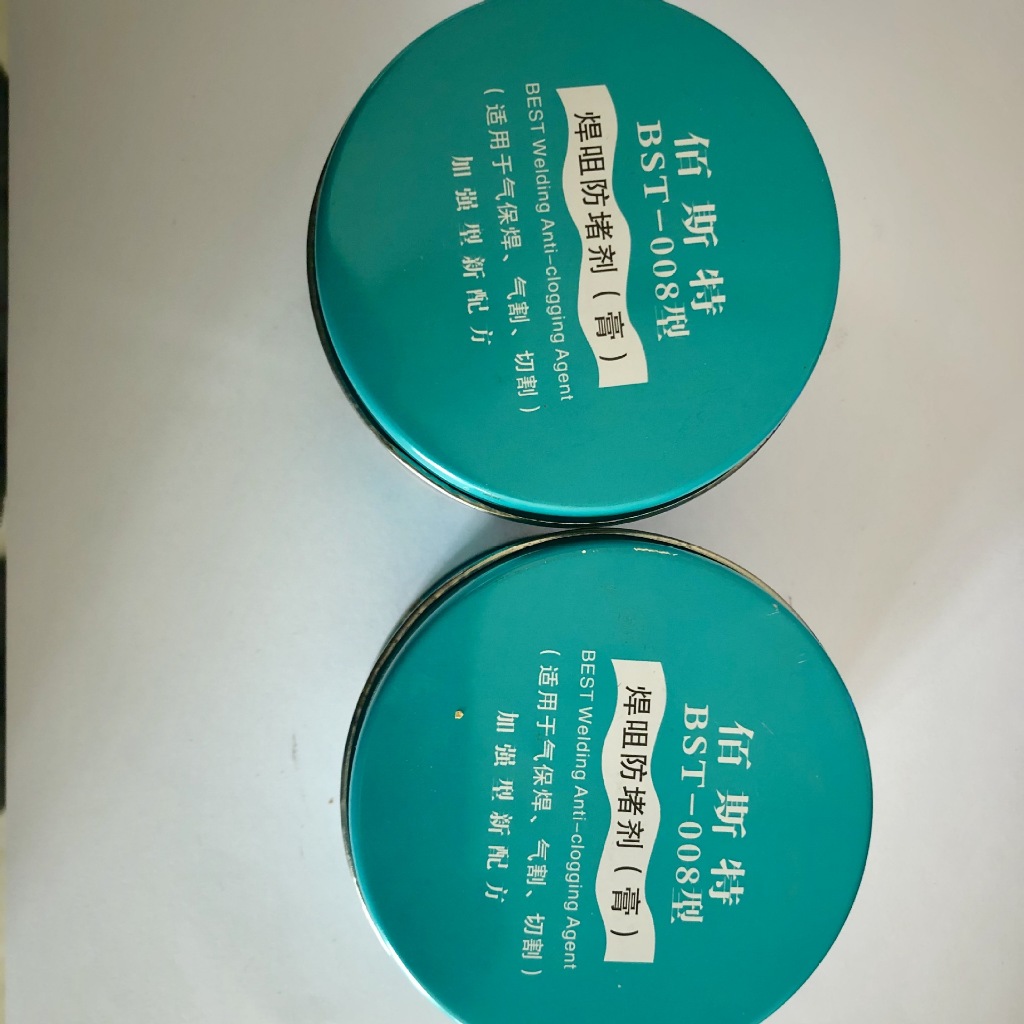 佰斯特
BST-008型
焊咀防堵剂(膏)
BEST Welding Anti-clogging Agent
(适用于气保焊、气割、切割)
加强型新配方
佰斯特
BST-008型
焊咀防堵剂(膏)
BEST Welding Anti-clogging Agent
(适用于气保焊、气割、切割)
加强型新配方